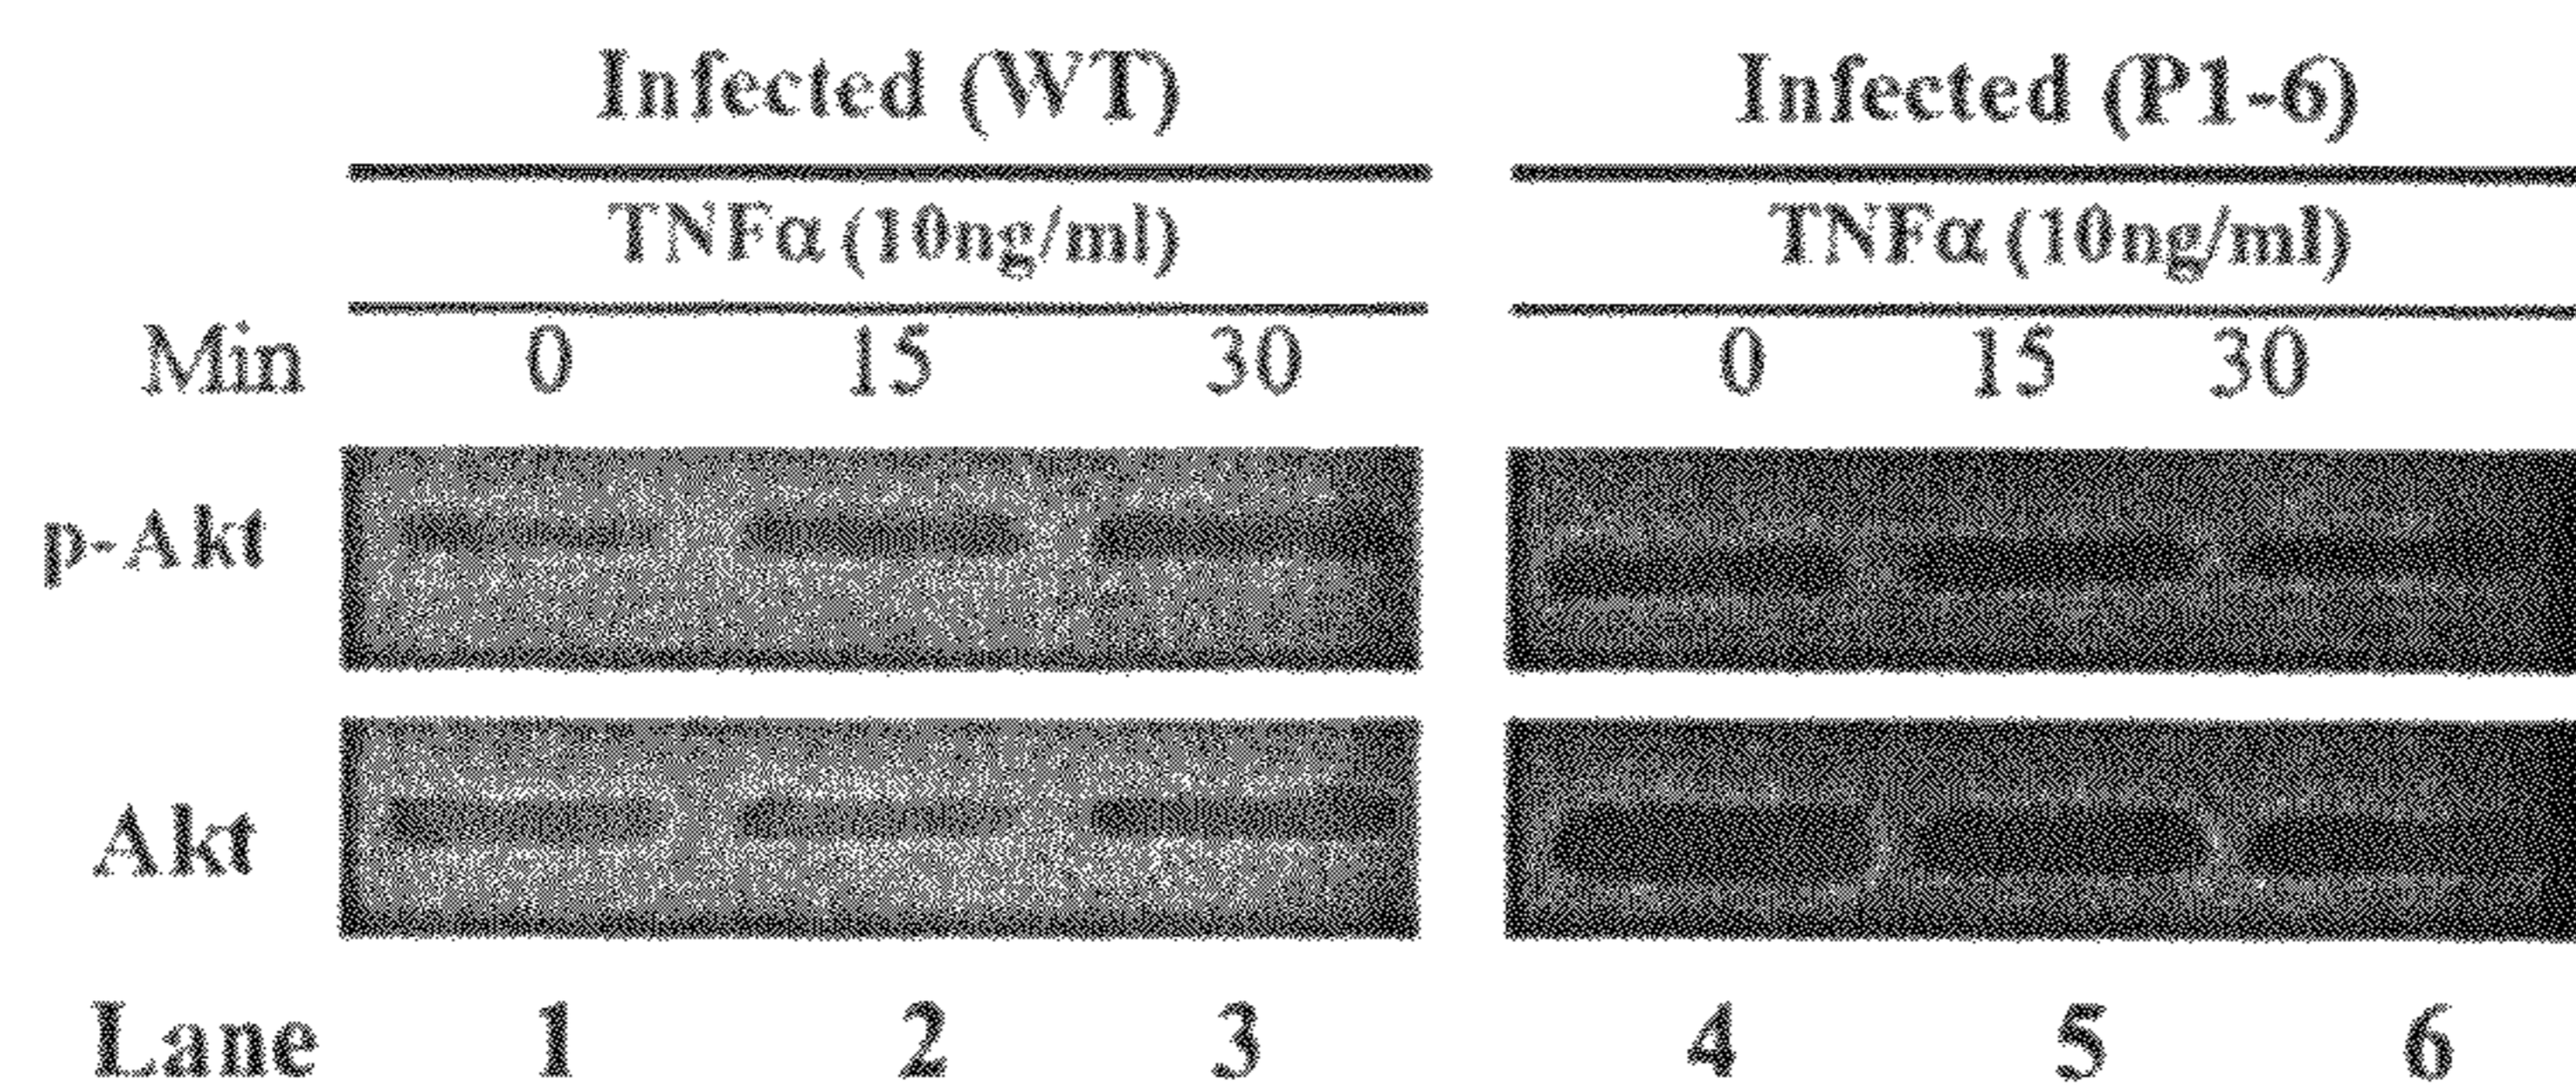 Infected (WT) Infected (P1-6)
TNFα (10ng/ml) TNFα (10ng/ml)
Min 0 15 30 0 15 30
p-Akt
Akt
Lane 1 2 3 4 5 6